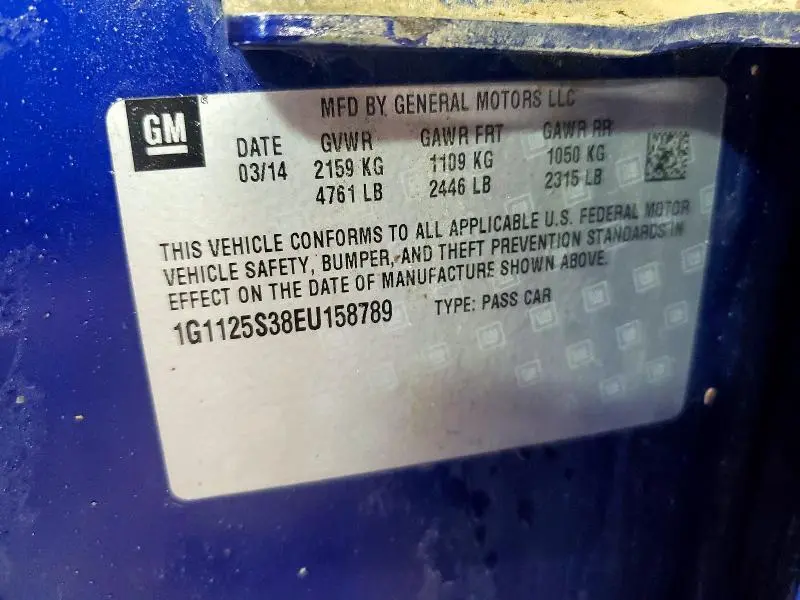 GM
®
MFD BY GENERAL MOTORS LLC
DATE GVWR GAWR FRT GAWR RR
03/14 2159 KG 1109 KG 1050 KG
4761 LB 2446 LB 2315 LB
THIS VEHICLE CONFORMS TO ALL APPLICABLE U.S. FEDERAL MOTOR
VEHICLE SAFETY, BUMPER, AND THEFT PREVENTION STANDARDS IN
EFFECT ON THE DATE OF MANUFACTURE SHOWN ABOVE.
1G1125S38EU158789 TYPE: PASS CAR